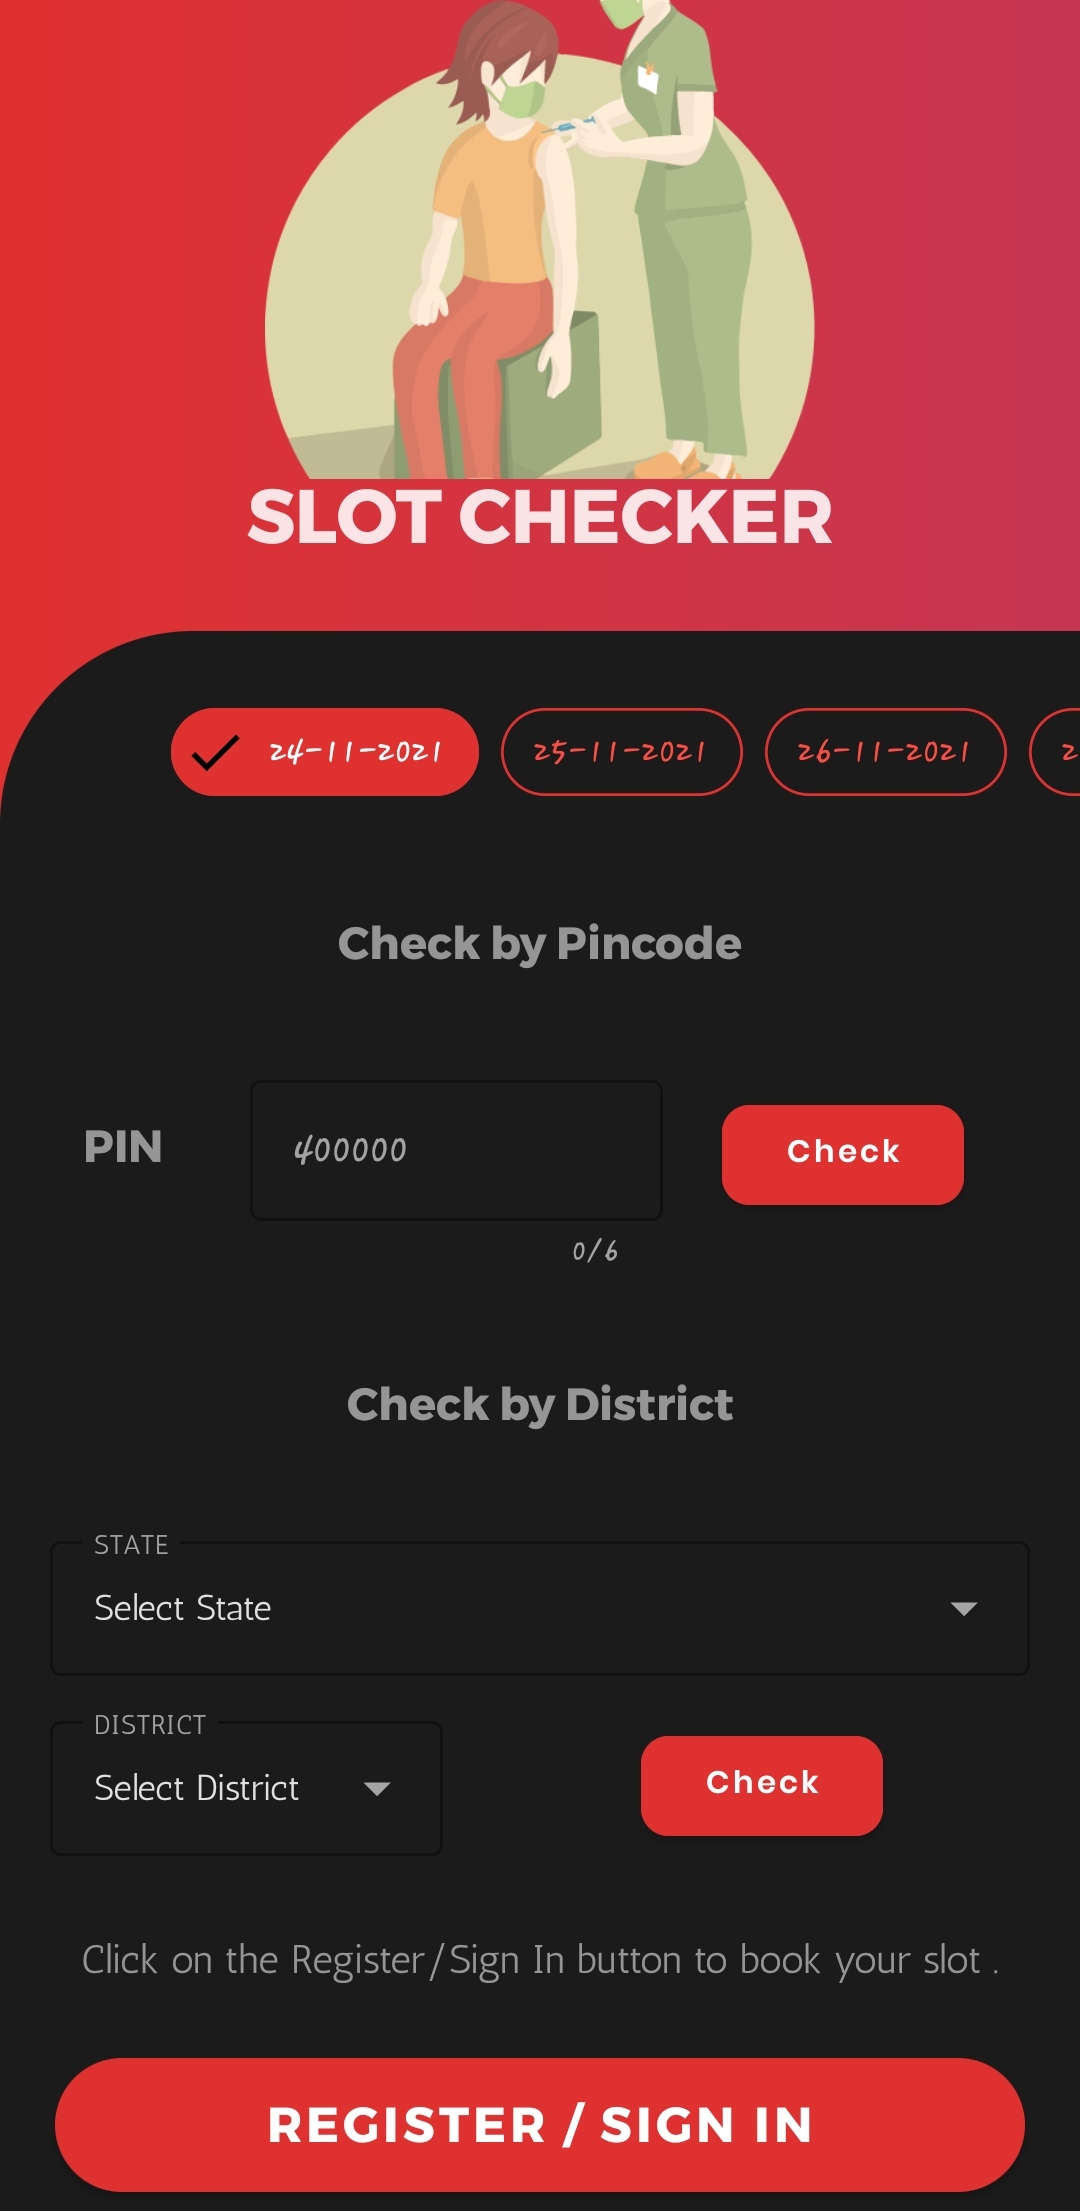 SLOT CHECKER
24-11-2021 25-11-2021 26-11-2021
Check by Pincode
PIN 400000 Check
0/6
Check by District
STATE
Select State
DISTRICT
Select District Check
Click on the Register/Sign In button to book your slot .
REGISTER / SIGN IN